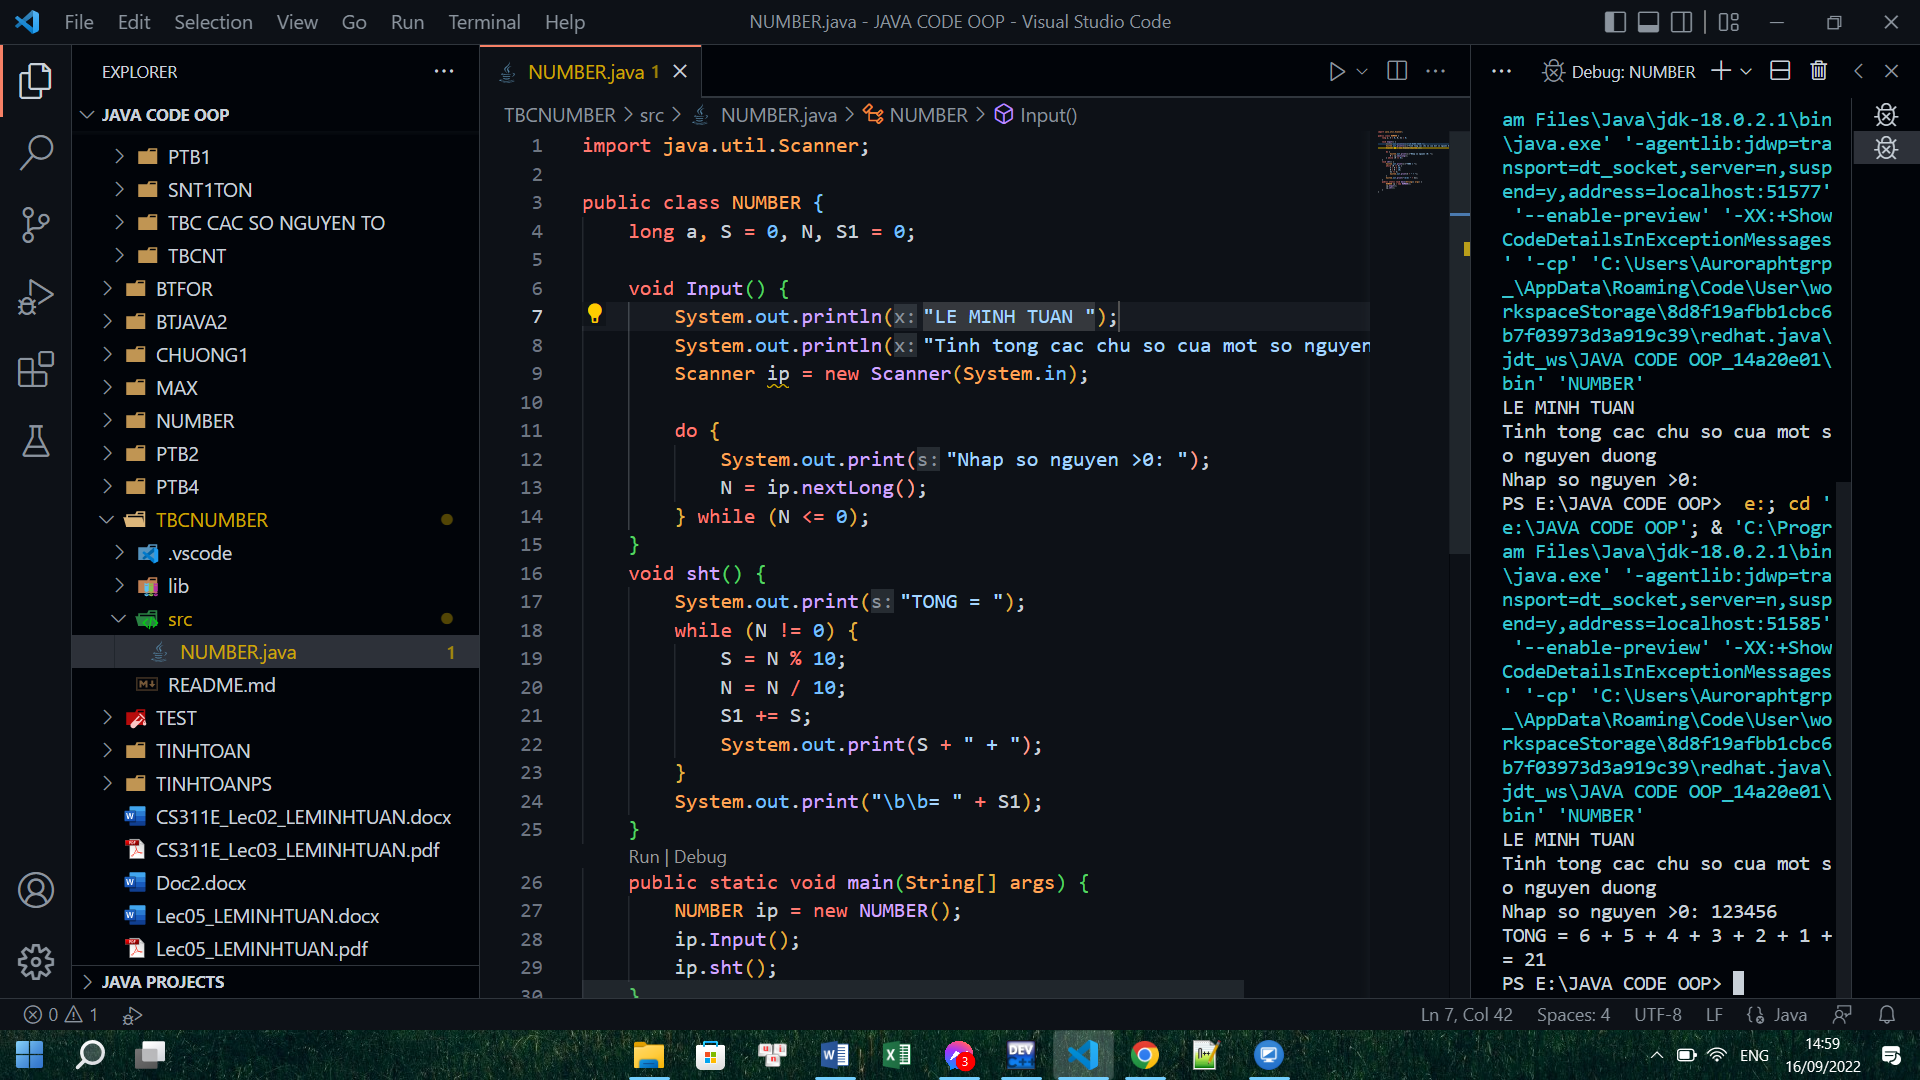 File Edit Selection View Go Run Terminal Help
NUMBER.java - JAVA CODE OOP - Visual Studio Code
EXPLORER
JAVA CODE OOP
PTB1
SNT1TON
TBC CAC SO NGUYEN TO
TBCNT
BTFOR
BTJAVA2
CHUONG1
MAX
NUMBER
PTB2
PTB4
TBCNUMBER
.vscode
lib
src
NUMBER.java 1
README.md
TEST
TINHTOAN
TINHTOANPS
CS311E_Lec02_LEMINHTUAN.docx
CS311E_Lec03_LEMINHTUAN.pdf
Doc2.docx
Lec05_LEMINHTUAN.docx
Lec05_LEMINHTUAN.pdf
JAVA PROJECTS
NUMBER.java 1
TBCNUMBER > src > NUMBER.java > NUMBER > Input()
1 import java.util.Scanner;
2
3 public class NUMBER {
4 long a, S = 0, N, S1 = 0;
5
6 void Input() {
7 System.out.println(x: "LE MINH TUAN ");
8 System.out.println(x: "Tinh tong cac chu so cua mot so nguyen
9 Scanner ip = new Scanner(System.in);
10
11 do {
12 System.out.print(s: "Nhap so nguyen >0: ");
13 N = ip.nextLong();
14 } while (N <= 0);
15 }
16 void sht() {
17 System.out.print(s: "TONG = ");
18 while (N != 0) {
19 S = N % 10;
20 N = N / 10;
21 S1 += S;
22 System.out.print(S + " + ");
23 }
24 System.out.print("\b\b= " + S1);
25 }
Run | Debug
26 public static void main(String[] args) {
27 NUMBER ip = new NUMBER();
28 ip.Input();
29 ip.sht();
30 }
Debug: NUMBER
am Files\Java\jdk-18.0.2.1\bin
\java.exe' '-agentlib:jdwp=tra
nsport=dt_socket,server=n,susp
end=y,address=localhost:51577'
'--enable-preview' '-XX:+Show
CodeDetailsInExceptionMessages
' '-cp' 'C:\Users\Auroraphtgrp
_\AppData\Roaming\Code\User\wo
rkspaceStorage\8d8f19afbb1cbc6
b7f03973d3a919c39\redhat.java\
jdt_ws\JAVA CODE OOP_14a20e01\
bin' 'NUMBER'
LE MINH TUAN
Tinh tong cac chu so cua mot s
o nguyen duong
Nhap so nguyen >0:
PS E:\JAVA CODE OOP> e:; cd '
e:\JAVA CODE OOP'; & 'C:\Progr
am Files\Java\jdk-18.0.2.1\bin
\java.exe' '-agentlib:jdwp=tra
nsport=dt_socket,server=n,susp
end=y,address=localhost:51585'
'--enable-preview' '-XX:+Show
CodeDetailsInExceptionMessages
' '-cp' 'C:\Users\Auroraphtgrp
_\AppData\Roaming\Code\User\wo
rkspaceStorage\8d8f19afbb1cbc6
b7f03973d3a919c39\redhat.java\
jdt_ws\JAVA CODE OOP_14a20e01\
bin' 'NUMBER'
LE MINH TUAN
Tinh tong cac chu so cua mot s
o nguyen duong
Nhap so nguyen >0: 123456
TONG = 6 + 5 + 4 + 3 + 2 + 1 +
= 21
PS E:\JAVA CODE OOP>
0 1
Ln 7, Col 42 Spaces: 4 UTF-8 LF {} Java
DEV
3
ENG
14:59
16/09/2022